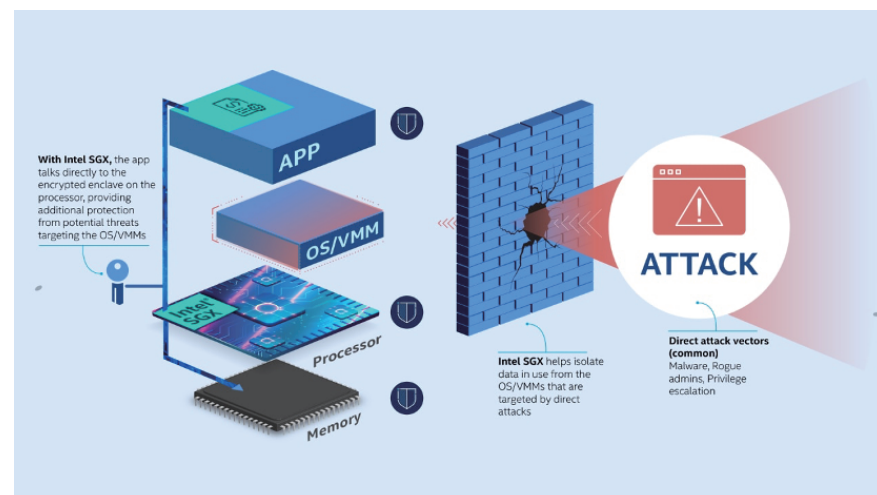 With Intel SGX, the app
talks directly to the
encrypted enclave on the
processor, providing
additional protection
from potential threats
targeting the OS/VMMs
APP
OS/VMM
Intel®
SGX
Processor
Memory
Intel SGX helps isolate
data in use from the
OS/VMMs that are
targeted by direct
attacks
ATTACK
Direct attack vectors
(common)
Malware, Rogue
admins, Privilege
escalation